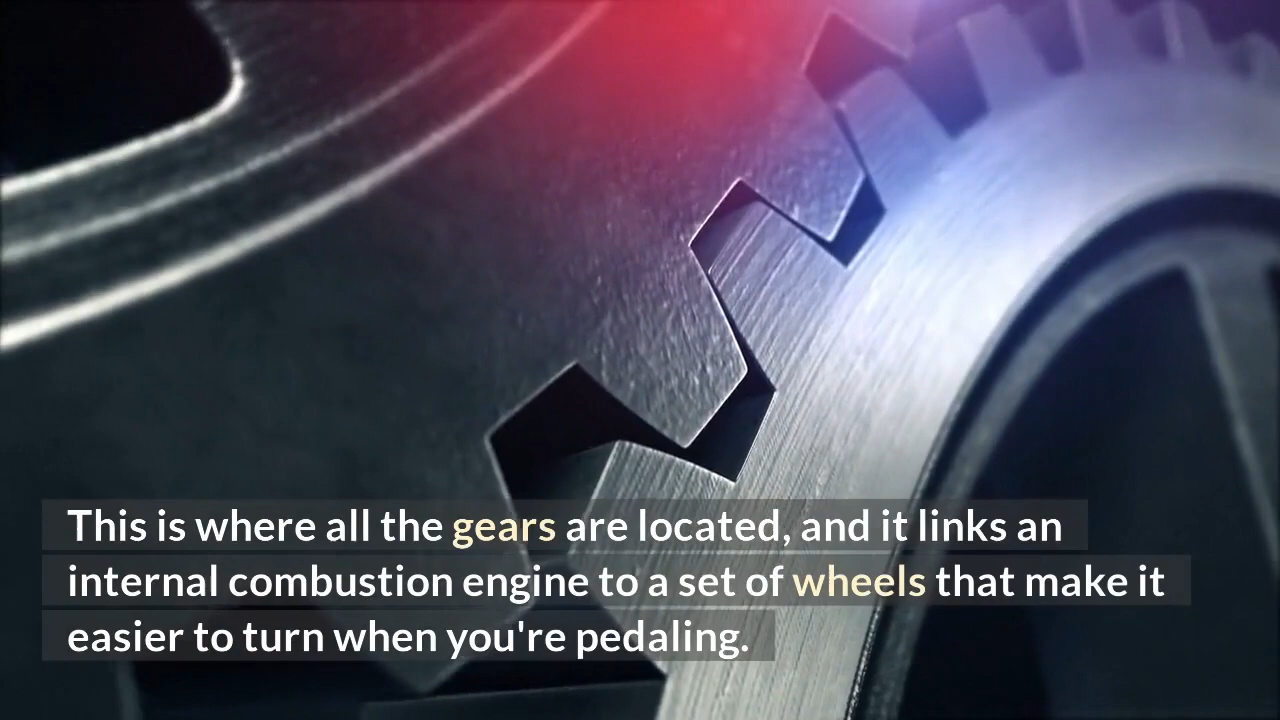 This is where all the gears are located, and it links an
internal combustion engine to a set of wheels that make it
easier to turn when you're pedaling.